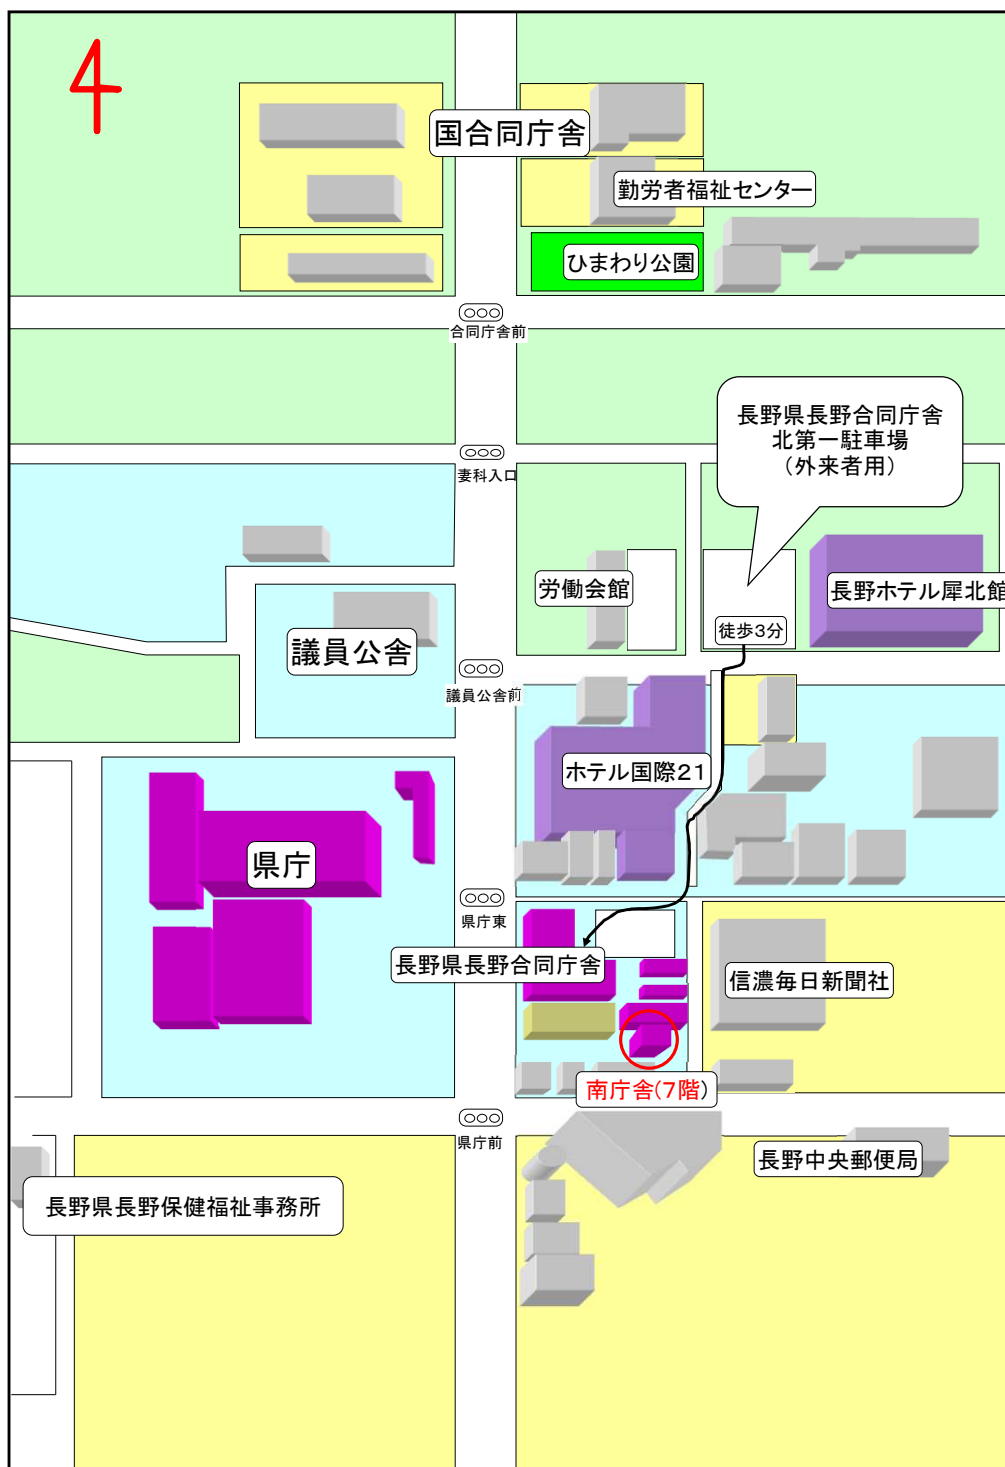 国合同庁舎
勤労者福祉センター
ひまわり公園
合同庁舎前
長野県長野合同庁舎
北第一駐車場
（外来者用）
妻科入口
労働会館
長野ホテル犀北館
徒歩3分
議員公舎
議員公舎前
ホテル国際21
県庁
県庁東
長野県長野合同庁舎
信濃毎日新聞社
南庁舎(7階)
県庁前
長野中央郵便局
長野県長野保健福祉事務所